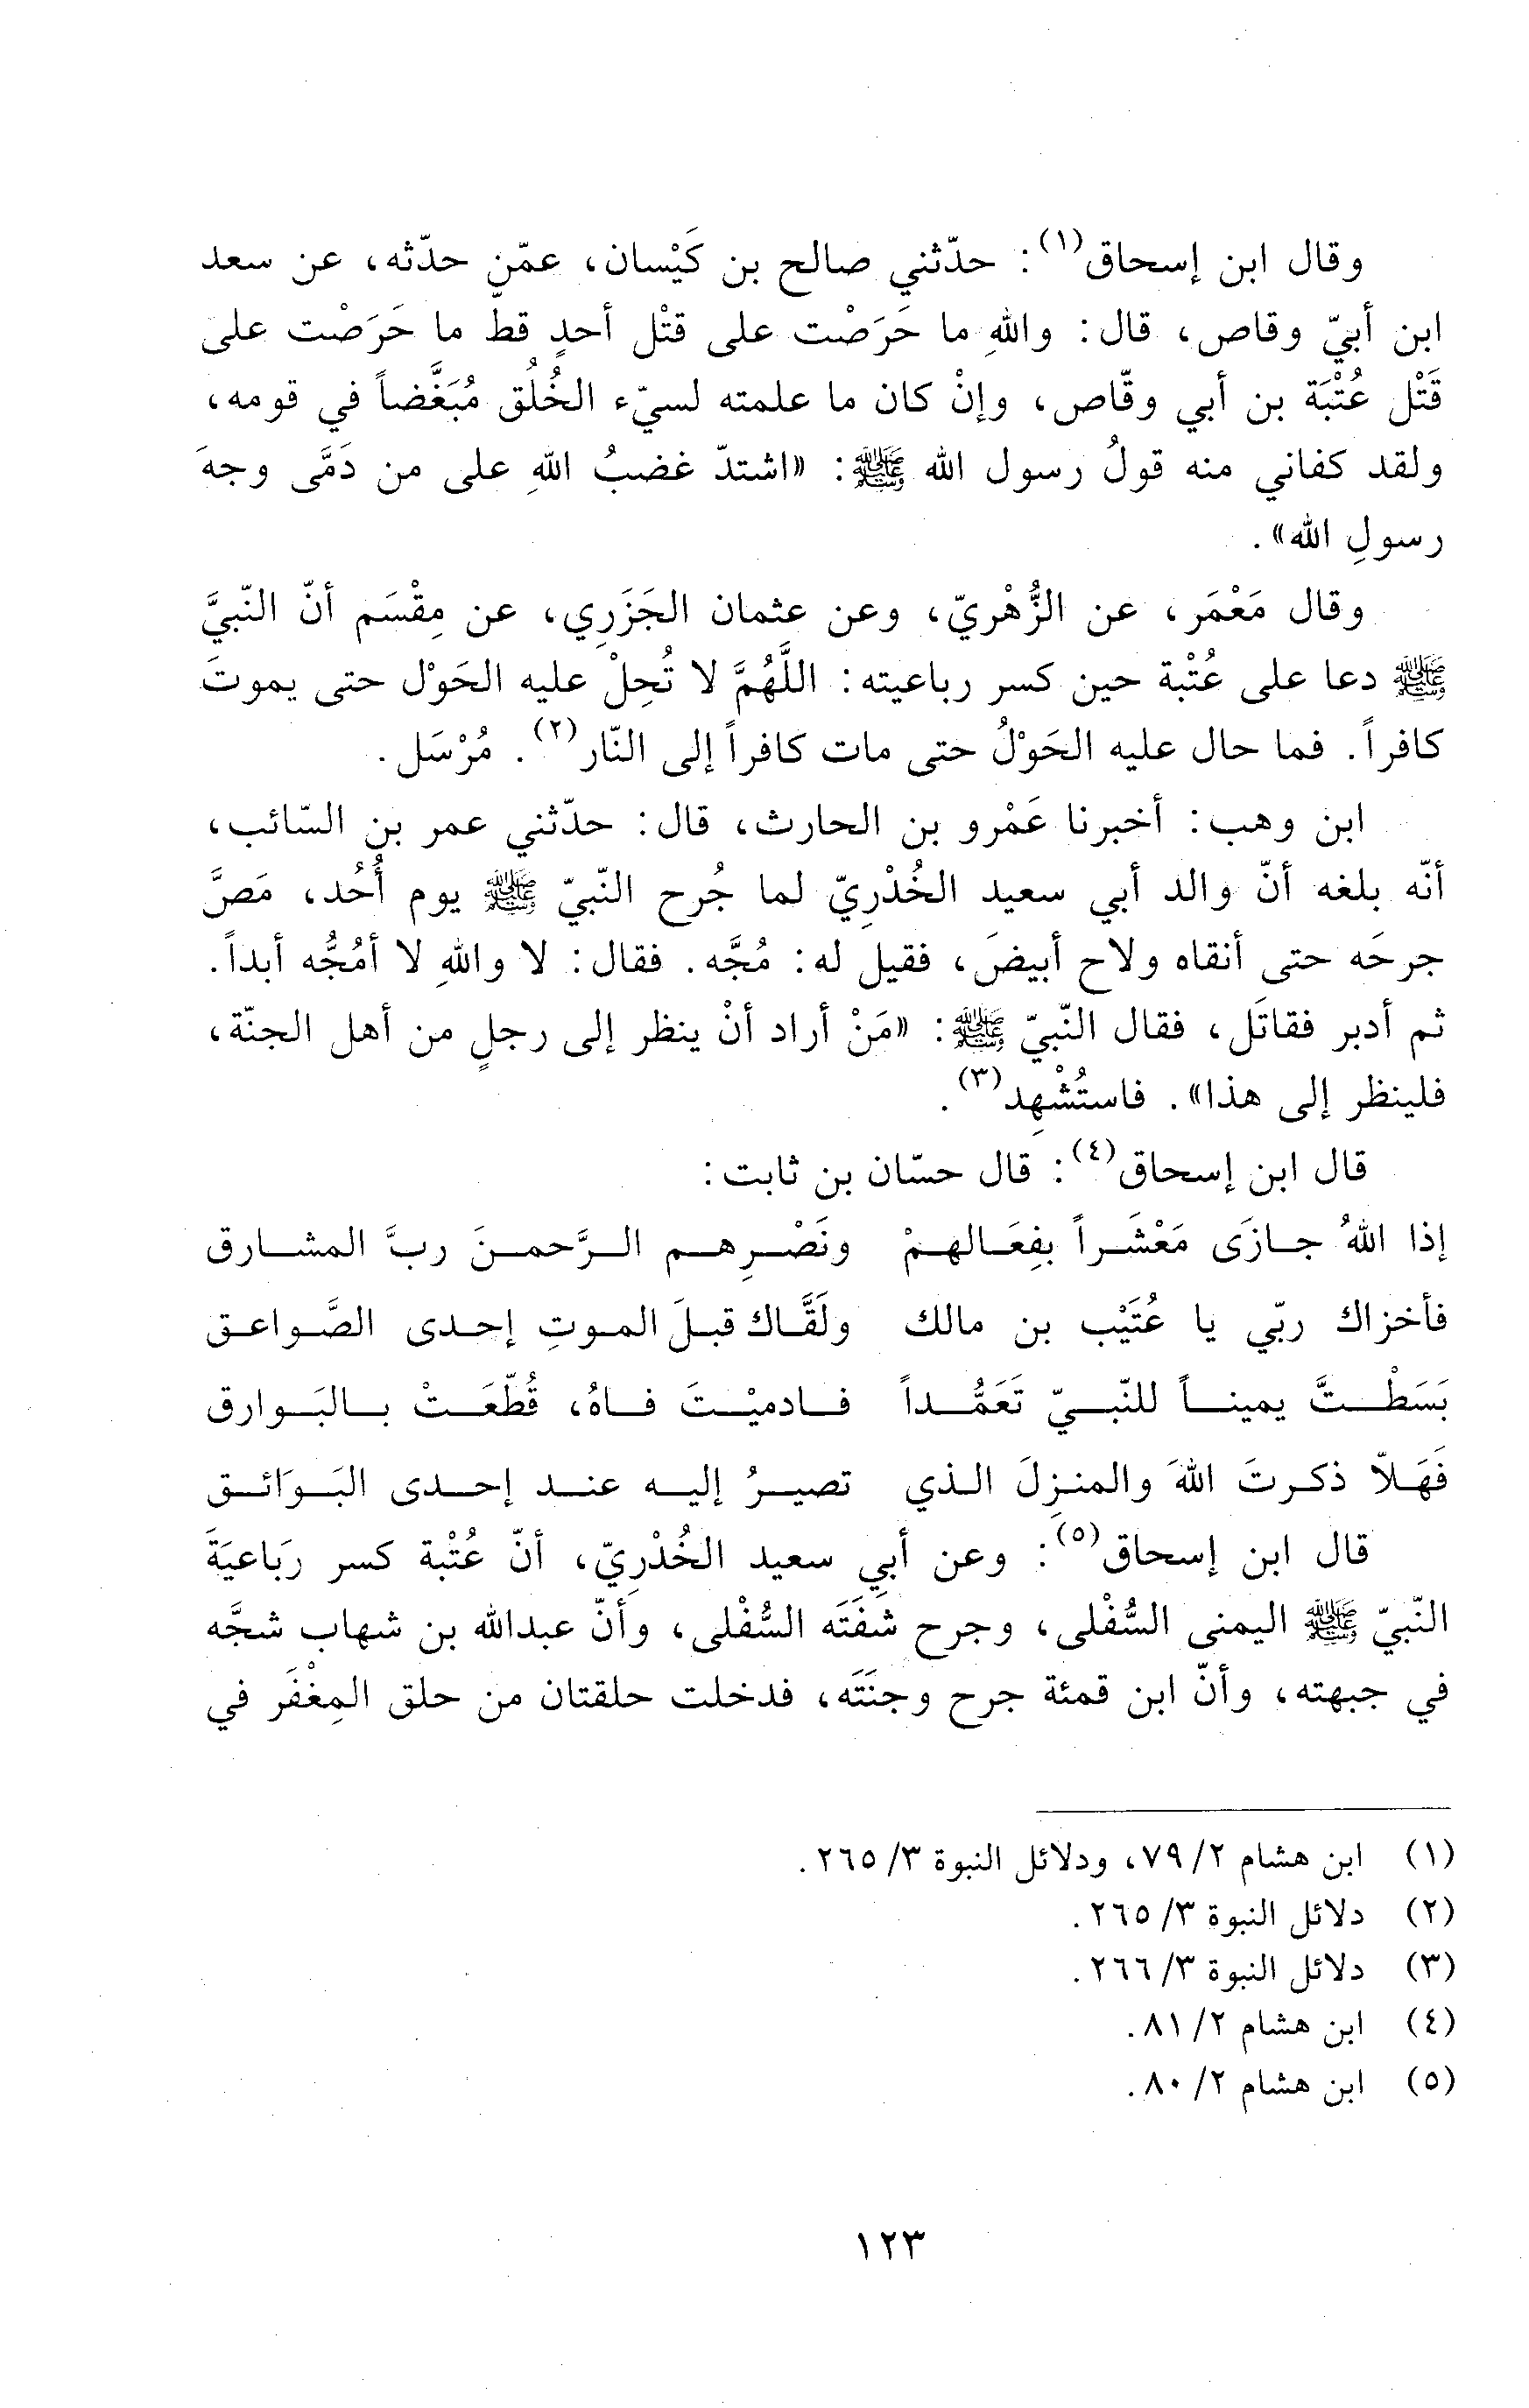 وقال ابن إسحاق(١): حدّثني صالح بن كَيْسان، عمّن حدّثه، عن سعد
ابن أبيّ وقاص، قال: واللهِ ما حَرَصْت على قتْل أحدٍ قطّ ما حَرَصْت على
قَتْل عُتْبَة بن أبي وقّاص، وإنْ كان ما علمته لسيّء الخُلُق مُبَغَّضاً في قومه،
ولقد كفاني منه قولُ رسول الله ﷺ: «اشتدّ غضبُ اللهِ على من دَمَّى وجهَ
رسولِ الله».
وقال مَعْمَر، عن الزُّهْريّ، وعن عثمان الجَزَرِي، عن مِقْسَم أنّ النّبيَّ
ﷺ دعا على عُتْبة حين كسر رباعيته: اللَّهُمَّ لا تُحِلْ عليه الحَوْل حتى يموتَ
كافراً. فما حال عليه الحَوْلُ حتى مات كافراً إلى النّار(٢). مُرْسَل.
ابن وهب: أخبرنا عَمْرو بن الحارث، قال: حدّثني عمر بن السّائب،
أنّه بلغه أنّ والد أبي سعيد الخُدْرِيّ لما جُرح النّبيّ ﷺ يوم أُحُد، مَصَّ
جرحَه حتى أنقاه ولاح أبيضَ، فقيل له: مُجَّه. فقال: لا واللهِ لا أمُجُّه أبداً.
ثم أدبر فقاتَل، فقال النّبيّ ﷺ: «مَنْ أراد أنْ ينظر إلى رجلٍ من أهل الجنّة،
فلينظر إلى هذا». فاستُشْهِد(٣).
قال ابن إسحاق(٤): قال حسّان بن ثابت:
إذا اللهُ جازَى مَعْشَراً بفِعَالهمْ ونَصْرِهم الرَّحمنَ ربَّ المشارق
فأخزاك ربّي يا عُتَيْب بن مالك ولَقَّاك قبلَ الموتِ إحدى الصَّواعق
بَسَطْتَّ يميناً للنّبيّ تَعَمُّداً فادميْتَ فاهُ، قُطّعَتْ بالبَوارق
فَهَلاّ ذكرتَ اللهَ والمنزِلَ الذي تصيرُ إليه عند إحدى البَوَائق
قال ابن إسحاق(٥): وعن أبي سعيد الخُدْرِيّ، أنّ عُتْبة كسر رَباعيَةَ
النّبيّ ﷺ اليمنى السُّفْلى، وجرح شَفَتَه السُّفْلى، وأنّ عبدالله بن شهاب شجَّه
في جبهته، وأنّ ابن قمئة جرح وجنَتَه، فدخلت حلقتان من حلق المِغْفَر في
(١) ابن هشام ٢/ ٧٩، ودلائل النبوة ٣/ ٢٦٥.
(٢) دلائل النبوة ٣/ ٢٦٥.
(٣) دلائل النبوة ٣/ ٢٦٦.
(٤) ابن هشام ٢/ ٨١.
(٥) ابن هشام ٢/ ٨٠.
١٢٣